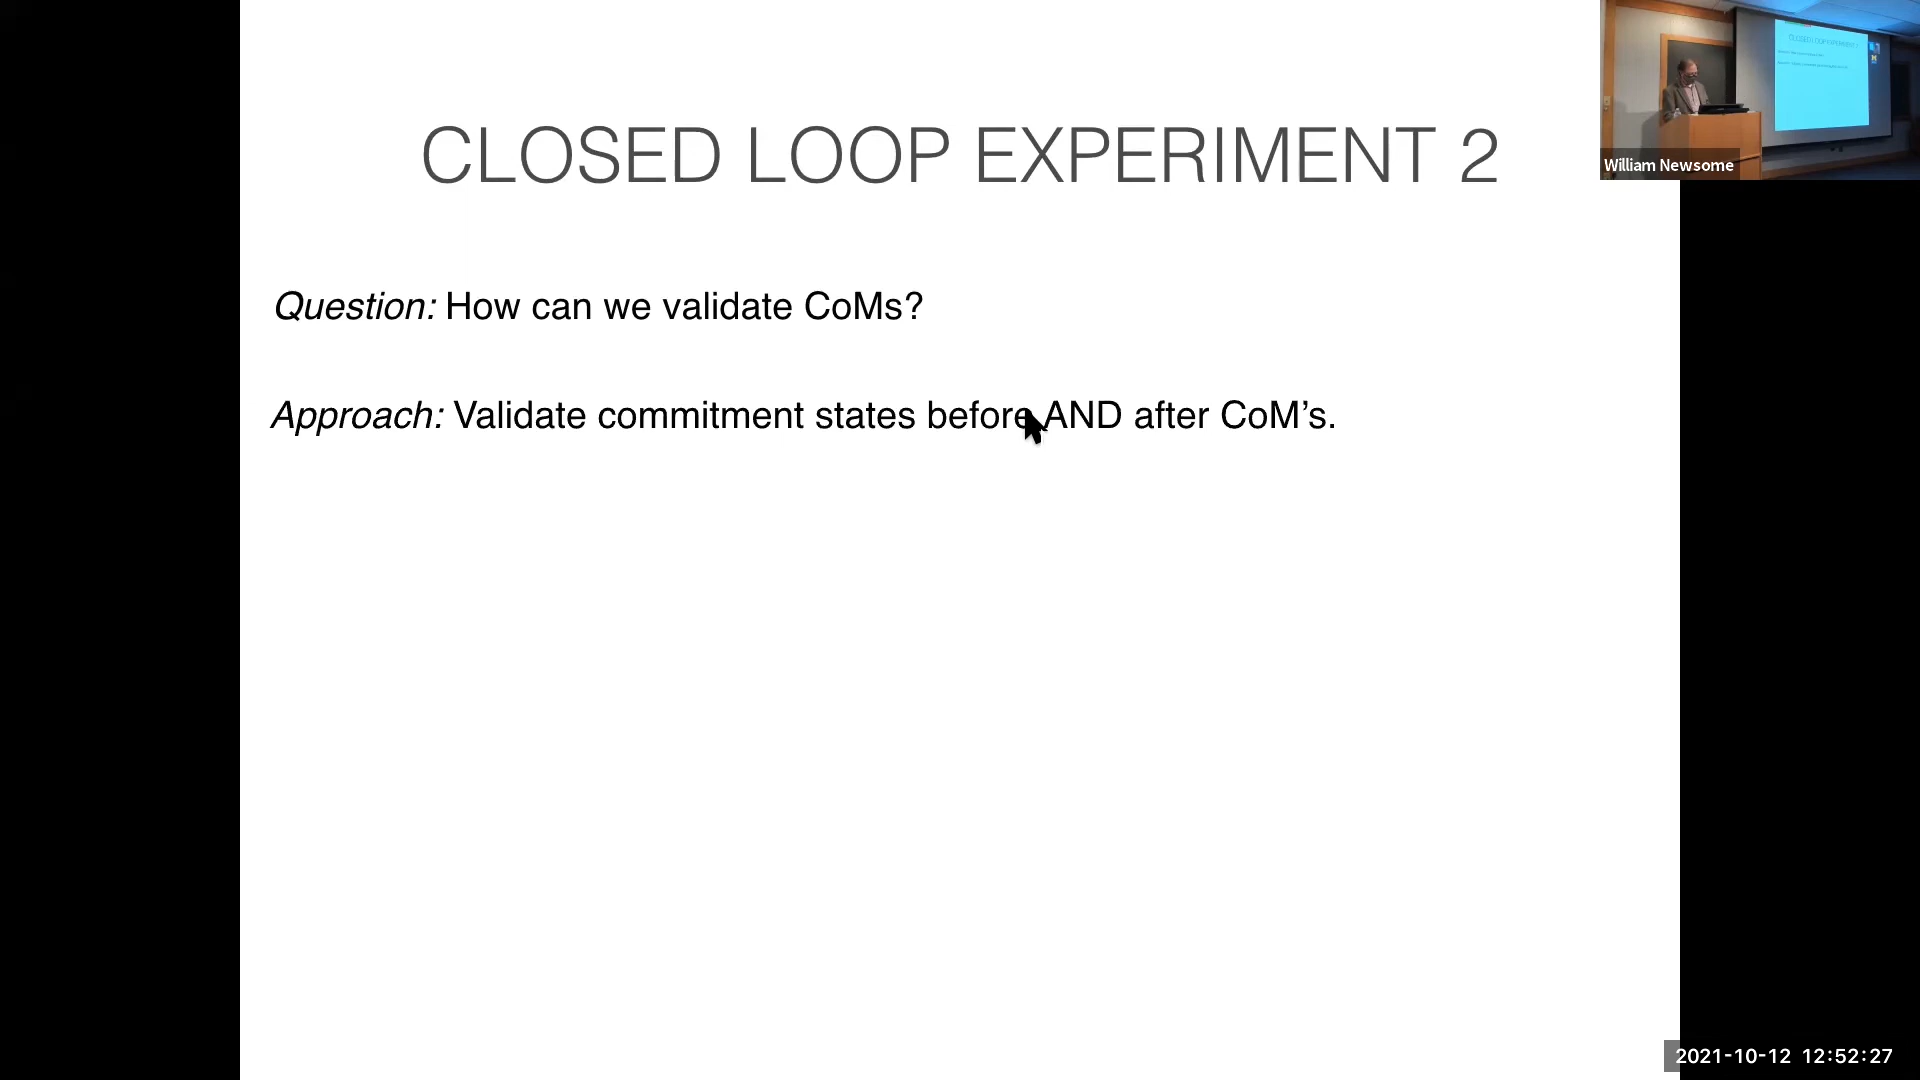 CLOSED LOOP EXPERIMENT 2
William Newsome
Question: How can we validate CoMs?
Approach: Validate commitment states before AND after CoM’s.
2021-10-12 12:52:27